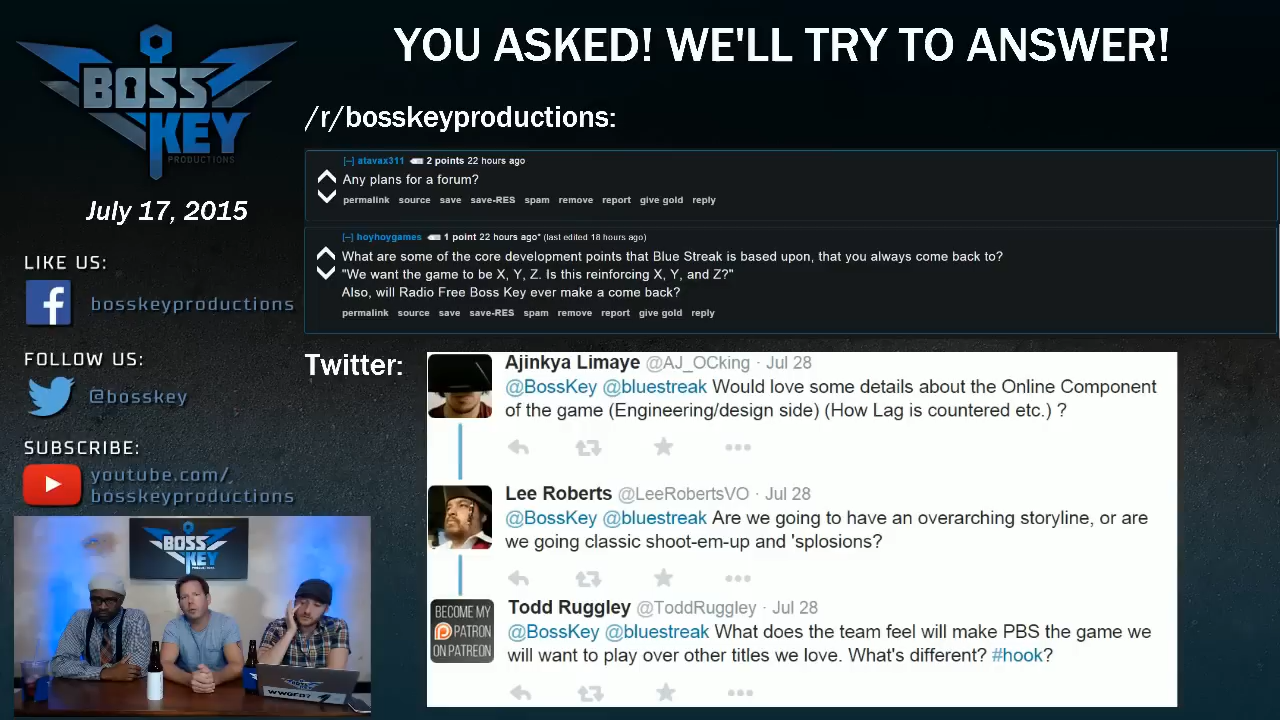 YOU ASKED! WE'LL TRY TO ANSWER!
BOSS
KEY
PRODUCTIONS
July 17, 2015
LIKE US:
bosskeyproductions
FOLLOW US:
@bosskey
SUBSCRIBE:
youtube.com/
bosskeyproductions
BOSS
KEY
PRODUCTIONS
/r/bosskeyproductions:
[–] atavax311 2 points 22 hours ago
Any plans for a forum?
permalink source save save-RES spam remove report give gold reply
[–] hoyhoygames 1 point 22 hours ago* (last edited 18 hours ago)
What are some of the core development points that Blue Streak is based upon, that you always come back to?
"We want the game to be X, Y, Z. Is this reinforcing X, Y, and Z?"
Also, will Radio Free Boss Key ever make a come back?
permalink source save save-RES spam remove report give gold reply
Twitter:
Ajinkya Limaye @AJ_OCking · Jul 28
@BossKey @bluestreak Would love some details about the Online Component
of the game (Engineering/design side) (How Lag is countered etc.) ?
Lee Roberts @LeeRobertsVO · Jul 28
@BossKey @bluestreak Are we going to have an overarching storyline, or are
we going classic shoot-em-up and 'splosions?
BECOME MY
PATRON
ON PATREON
Todd Ruggley @ToddRuggley · Jul 28
@BossKey @bluestreak What does the team feel will make PBS the game we
will want to play over other titles we love. What's different? #hook?